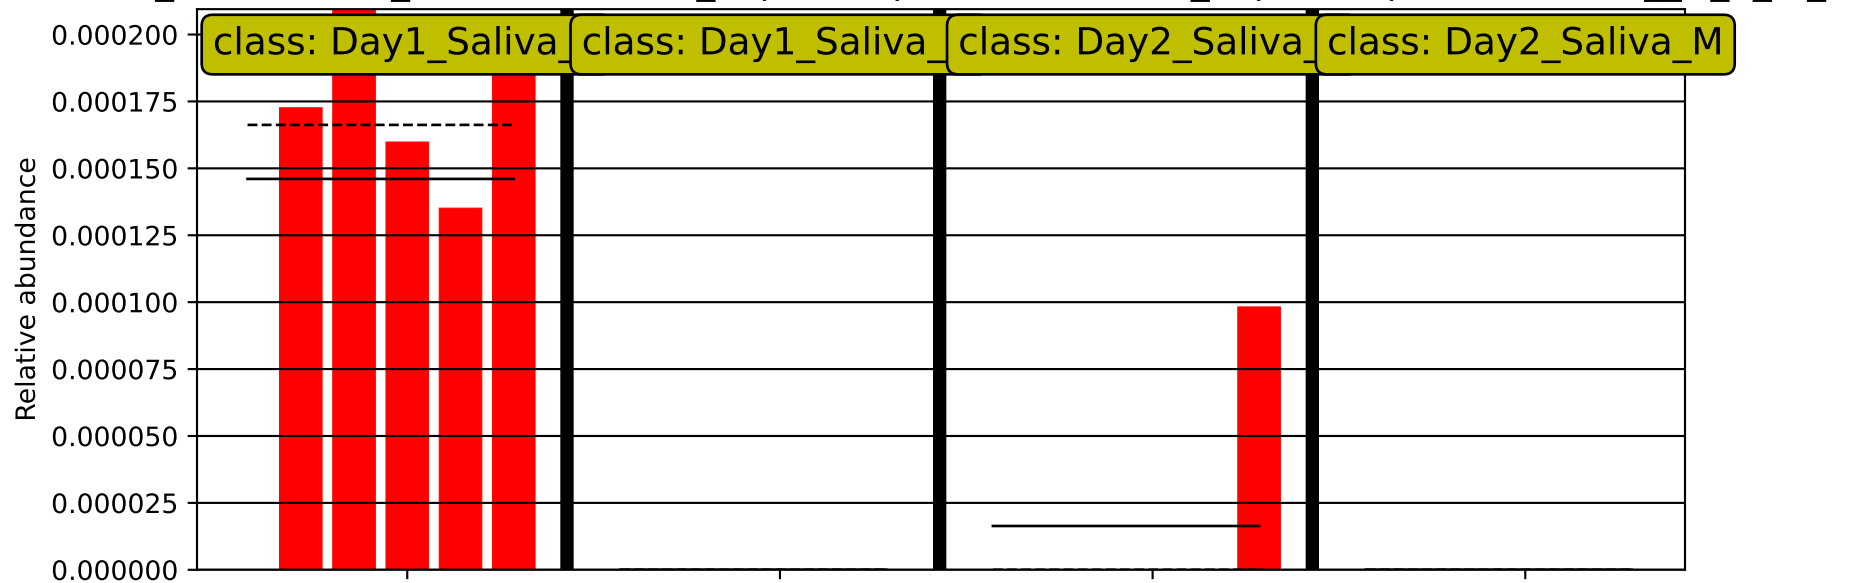 0.000200
class: Day1_Saliva_
class: Day1_Saliva_
class: Day2_Saliva_
class: Day2_Saliva_M
0.000175
0.000150
0.000125
0.000100
0.000075
0.000050
0.000025
0.000000
Relative abundance